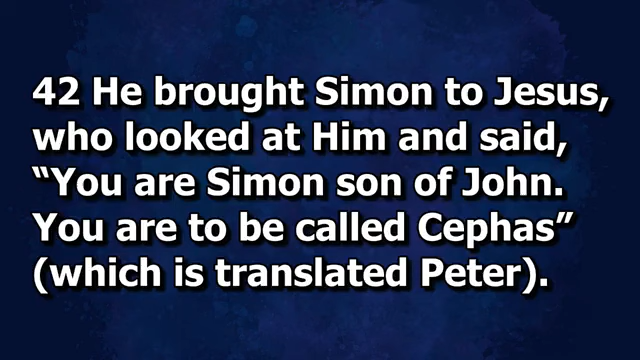 42 He brought Simon to Jesus,
who looked at Him and said,
“You are Simon son of John.
You are to be called Cephas”
(which is translated Peter).